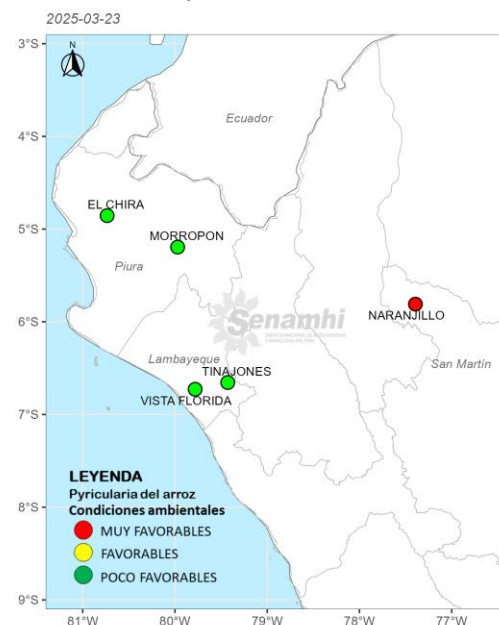 2025-03-23
3°S
N
Ecuador
4°S
EL CHIRA
5°S
MORROPON
Piura
6°S
NARANJILLO
Senamhi
Lambayeque
San Martín
TINAJONES
VISTA FLORIDA
7°S
LEYENDA
Pyricularia del arroz
Condiciones ambientales
8°S
MUY FAVORABLES
FAVORABLES
POCO FAVORABLES
9°S
81°W 80°W 79°W 78°W 77°W